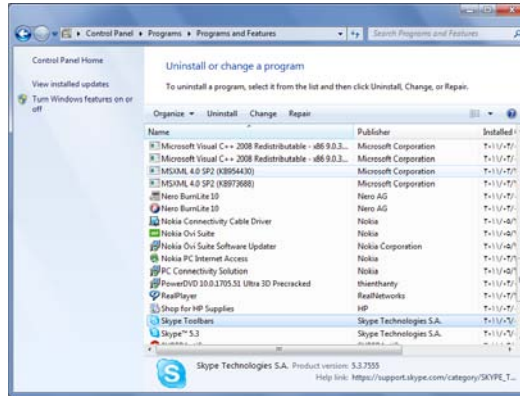 Control Panel ▸ Programs ▸ Programs and Features
Search Programs and Features
Control Panel Home
View installed updates
Turn Windows features on or off
Uninstall or change a program
To uninstall a program, select it from the list and then click Uninstall, Change, or Repair.
Organize Uninstall Change Repair
Name Publisher Installed
Microsoft Visual C++ 2008 Redistributable - x86 9.0.3... Microsoft Corporation
Microsoft Visual C++ 2008 Redistributable - x86 9.0.3... Microsoft Corporation
MSXML 4.0 SP2 (KB954430) Microsoft Corporation
MSXML 4.0 SP2 (KB973688) Microsoft Corporation
Nero BurnLite 10 Nero AG
Nero BurnLite 10 Nero AG
Nokia Connectivity Cable Driver Nokia
Nokia Ovi Suite Nokia
Nokia Ovi Suite Software Updater Nokia Corporation
Nokia PC Internet Access Nokia
PC Connectivity Solution Nokia
PowerDVD 10.0.1705.51 Ultra 3D Precracked thienthanty
RealPlayer RealNetworks
Shop for HP Supplies HP
Skype Toolbars Skype Technologies S.A.
Skype™ 5.3 Skype Technologies S.A.
Skype Technologies S.A. Product version: 5.3.7555
Help link: https://support.skype.com/category/SKYPE_T...